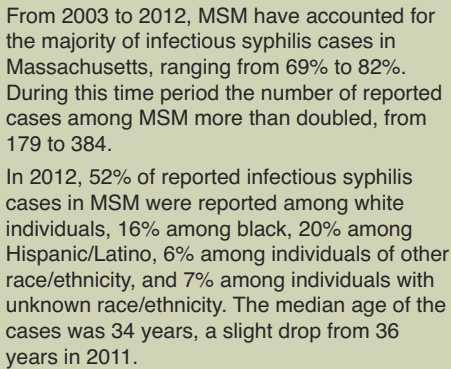 From 2003 to 2012, MSM have accounted for
the majority of infectious syphilis cases in
Massachusetts, ranging from 69% to 82%.
During this time period the number of reported
cases among MSM more than doubled, from
179 to 384.
In 2012, 52% of reported infectious syphilis
cases in MSM were reported among white
individuals, 16% among black, 20% among
Hispanic/Latino, 6% among individuals of other
race/ethnicity, and 7% among individuals with
unknown race/ethnicity. The median age of the
cases was 34 years, a slight drop from 36
years in 2011.